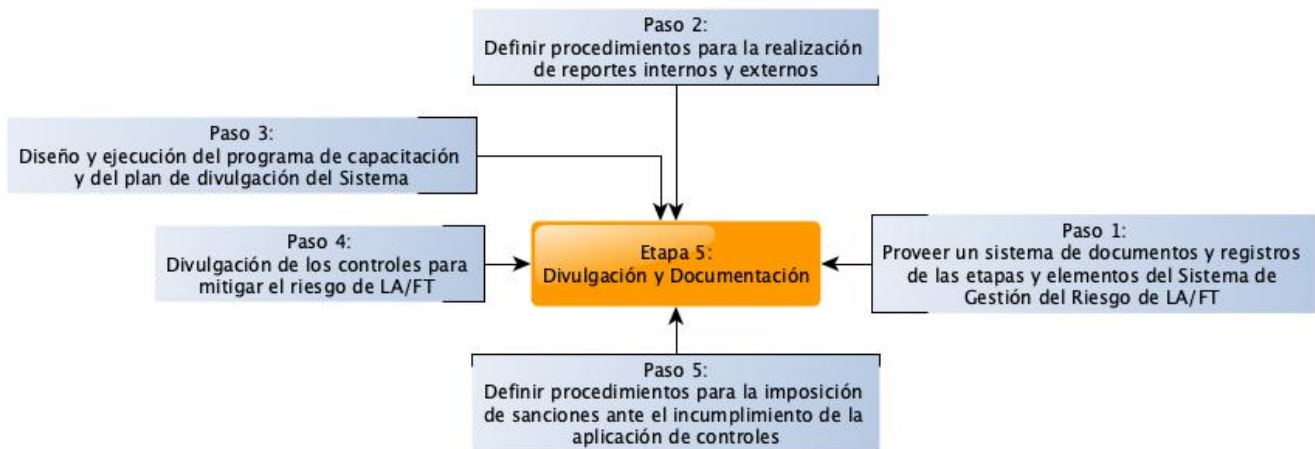 Paso 2:
Definir procedimientos para la realización
de reportes internos y externos
Paso 3:
Diseño y ejecución del programa de capacitación
y del plan de divulgación del Sistema
Paso 4:
Divulgación de los controles para
mitigar el riesgo de LA/FT
Etapa 5:
Divulgación y Documentación
Paso 1:
Proveer un sistema de documentos y registros
de las etapas y elementos del Sistema de
Gestión del Riesgo de LA/FT
Paso 5:
Definir procedimientos para la imposición
de sanciones ante el incumplimiento de la
aplicación de controles